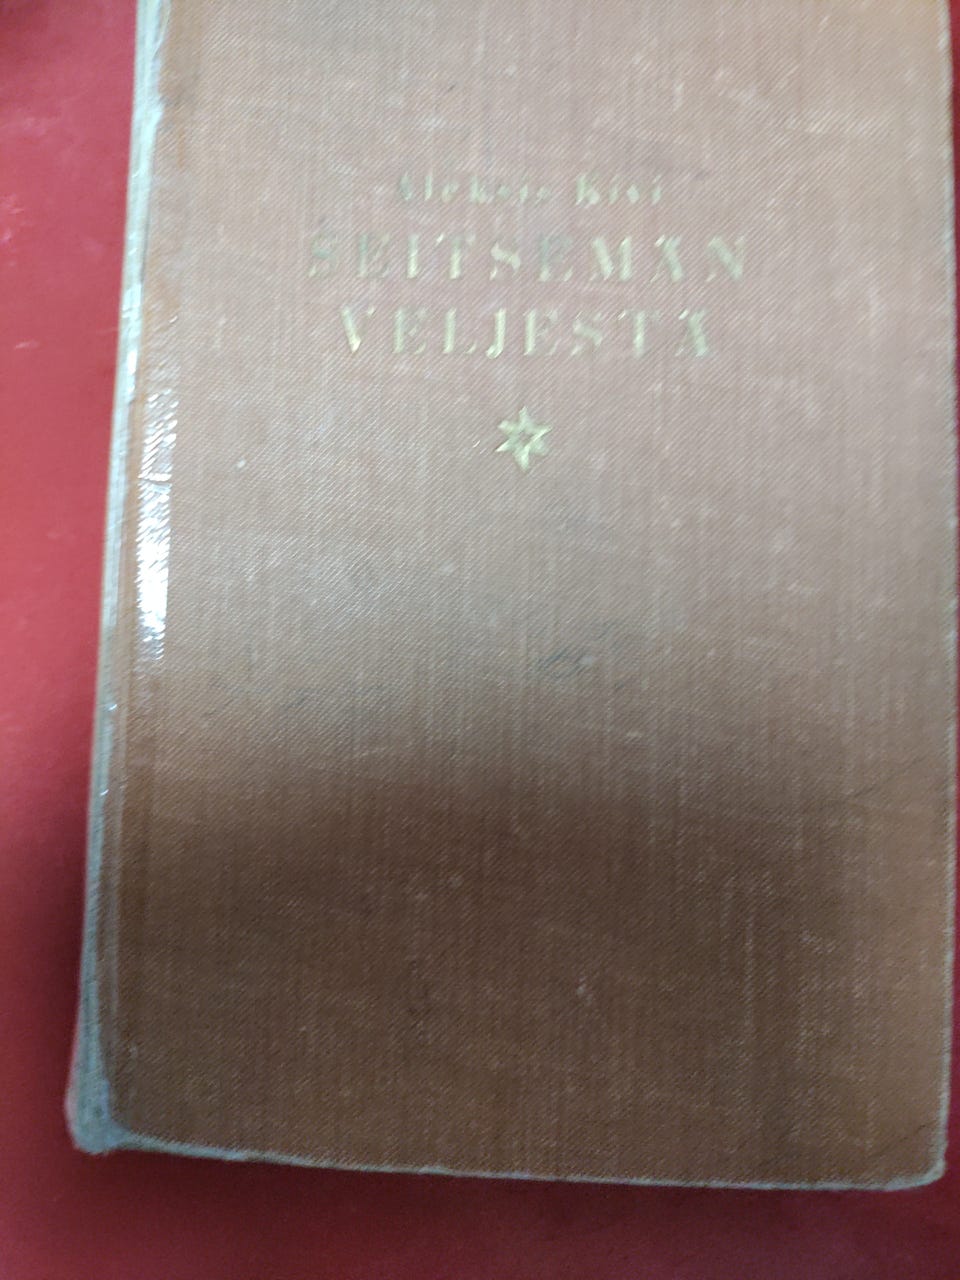 Aleksis Kivi
SEITSEMÄN
VELJESTÄ